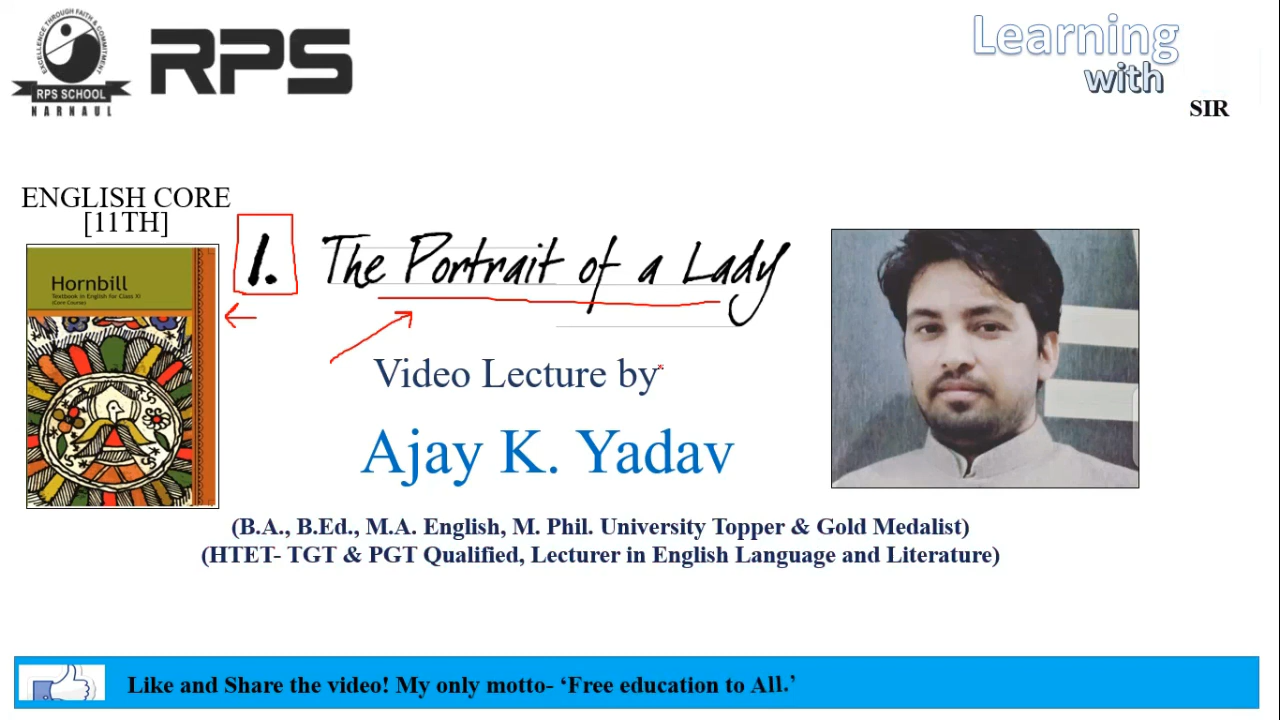 EXCELLENCE THROUGH FAITH & COMMITMENT
RPS SCHOOL
NARNAUL
RPS
Learning
with
SIR
ENGLISH CORE
[11TH]
Hornbill
Textbook in English for Class XI
(Core Course)
1. The Portrait of a Lady
Video Lecture by
Ajay K. Yadav
(B.A., B.Ed., M.A. English, M. Phil. University Topper & Gold Medalist)
(HTET- TGT & PGT Qualified, Lecturer in English Language and Literature)
Like and Share the video! My only motto- ‘Free education to All.’